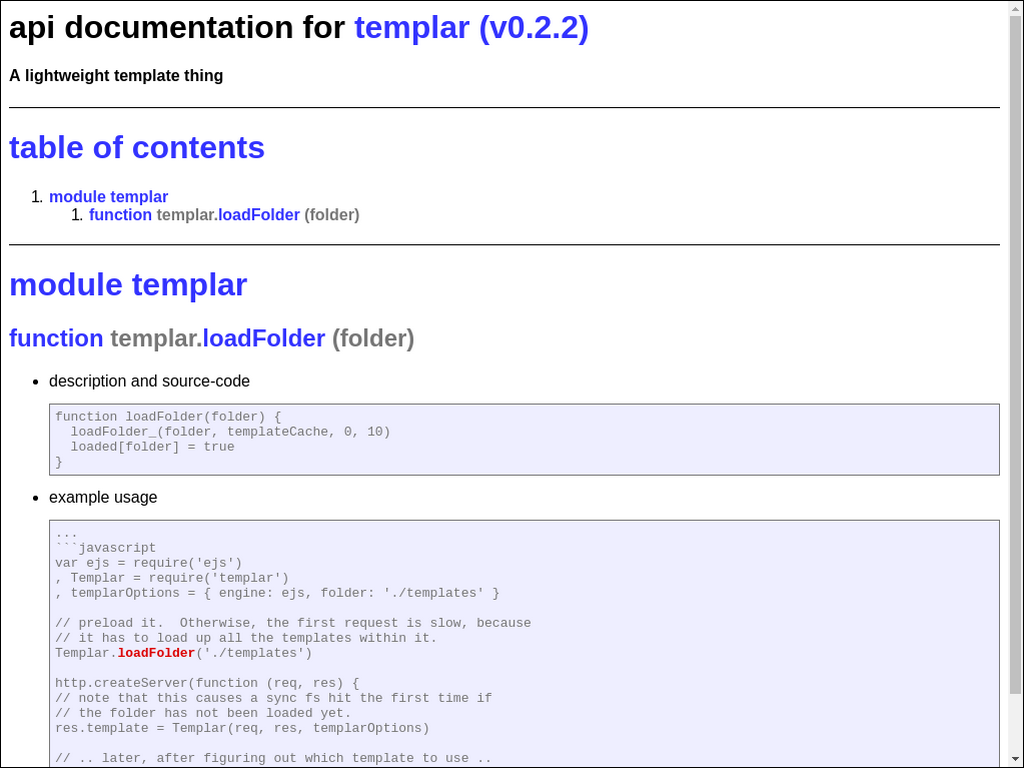 api documentation for templar (v0.2.2)
A lightweight template thing
table of contents
1. module templar
1. function templar.loadFolder (folder)
module templar
function templar.loadFolder (folder)
• description and source-code
function loadFolder(folder) {
  loadFolder_(folder, templateCache, 0, 10)
  loaded[folder] = true
}
• example usage
...
```javascript
var ejs = require('ejs')
, Templar = require('templar')
, templarOptions = { engine: ejs, folder: './templates' }
// preload it.  Otherwise, the first request is slow, because
// it has to load up all the templates within it.
Templar.loadFolder('./templates')
http.createServer(function (req, res) {
// note that this causes a sync fs hit the first time if
// the folder has not been loaded yet.
res.template = Templar(req, res, templarOptions)
// .. later, after figuring out which template to use ..